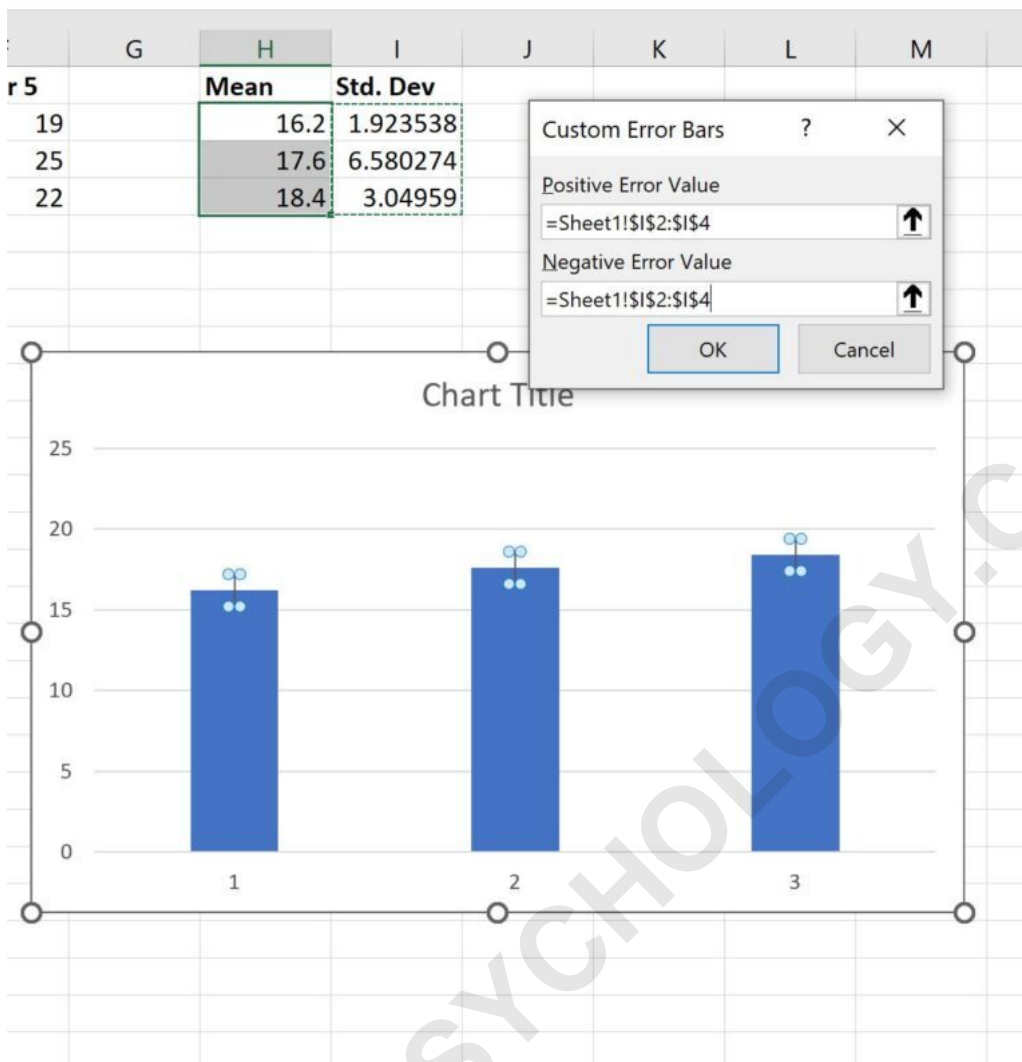 G H I J K L M
r 5 Mean Std. Dev
19 16.2 1.923538
25 17.6 6.580274
22 18.4 3.04959
Custom Error Bars ? ×
Positive Error Value
=Sheet1!$I$2:$I$4
Negative Error Value
=Sheet1!$I$2:$I$4
OK Cancel
Chart Title
25
20
15
10
5
0
1 2 3
SYCHOLOGY.C